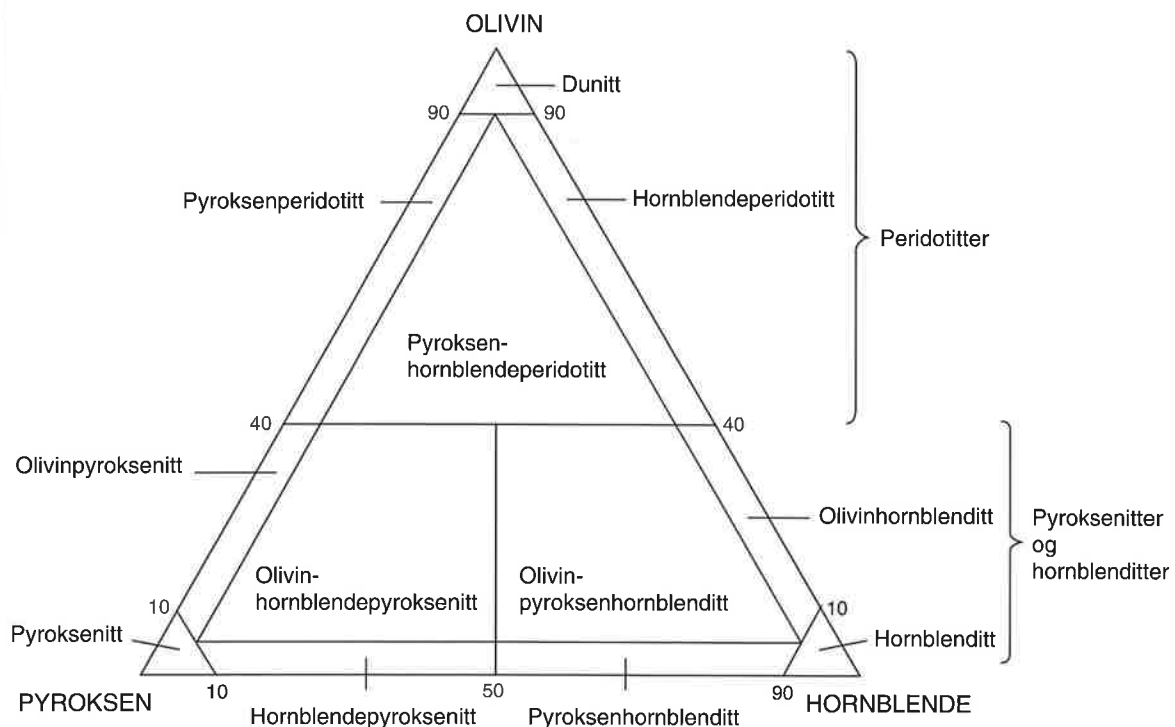 OLIVIN
Dunitt
90
90
Pyroksenperidotitt
Hornblendeperidotitt
Peridotitter
Pyroksen-
hornblendeperidotitt
40
40
Olivinpyroksenitt
Olivinhornblenditt
Pyroksenitter
og
hornblenditter
Olivin-
hornblendepyroksenitt
Olivin-
pyroksenhornblenditt
10
10
Pyroksenitt
Hornblenditt
PYROKSEN
10
50
90
HORNBLENDE
Hornblendepyroksenitt
Pyroksenhornblenditt